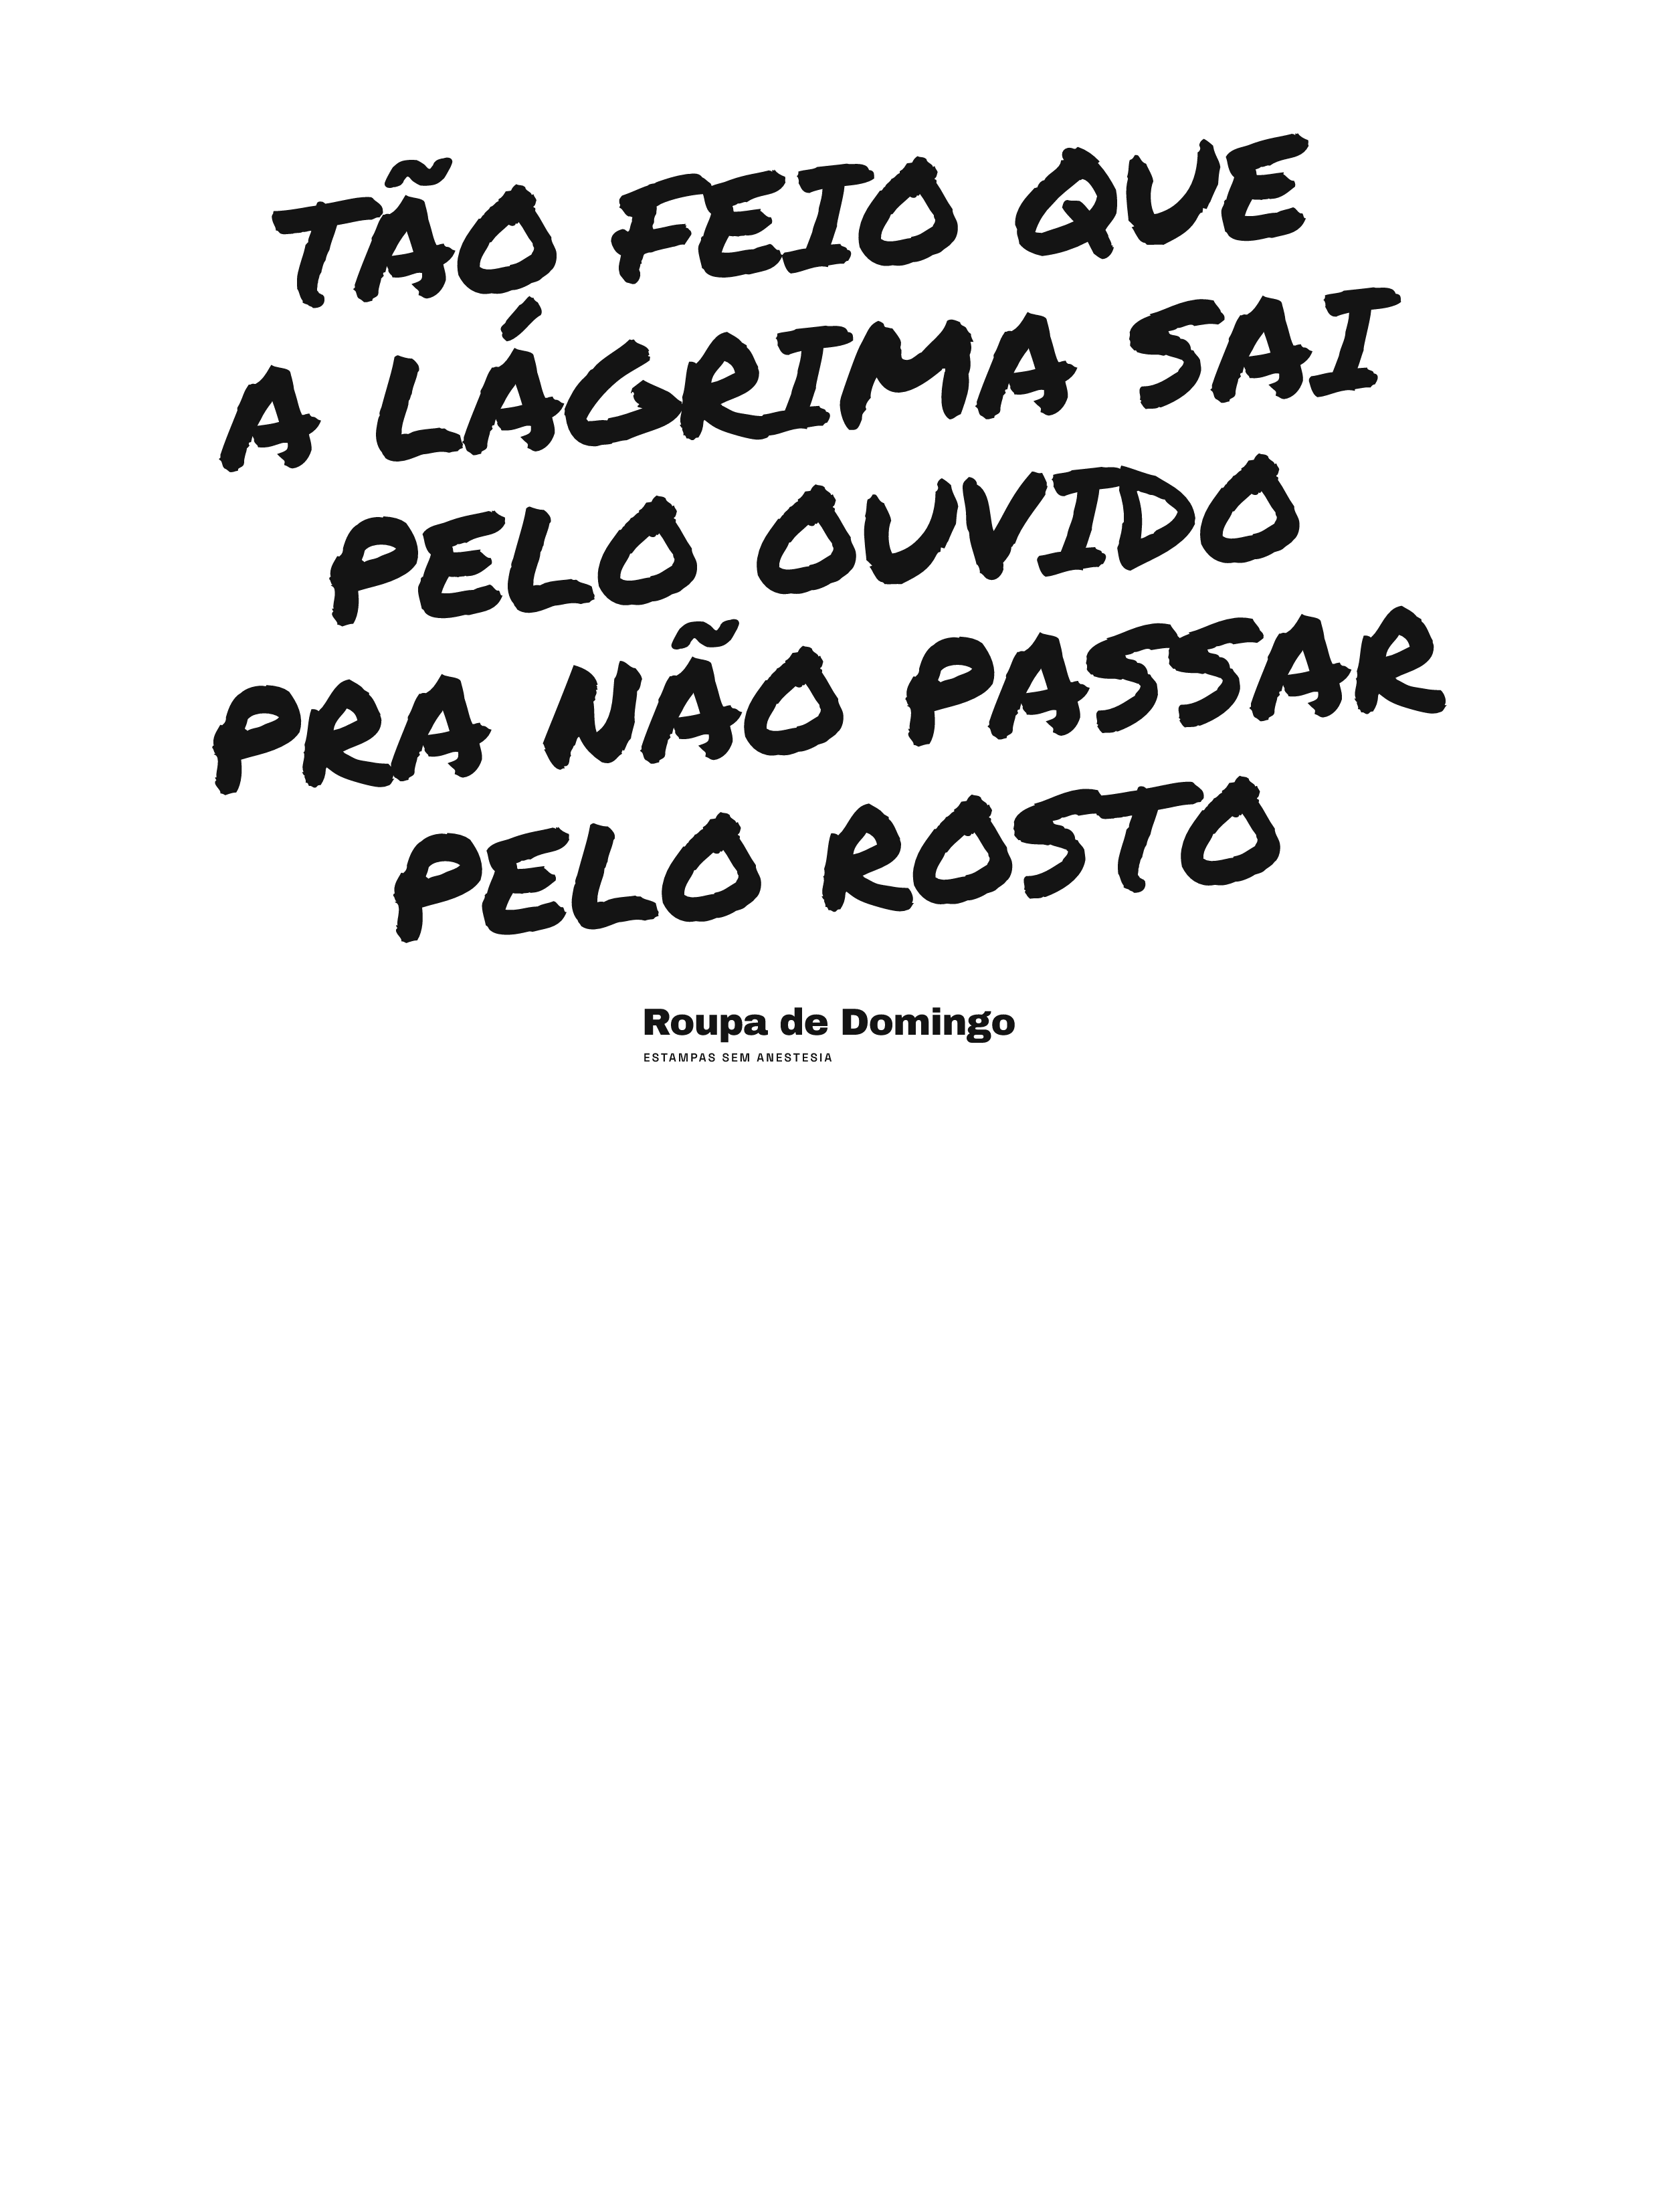 TÃO FEIO QUE
A LÁGRIMA SAI
PELO OUVIDO
PRA NÃO PASSAR
PELO ROSTO
Roupa de Domingo
ESTAMPAS SEM ANESTESIA